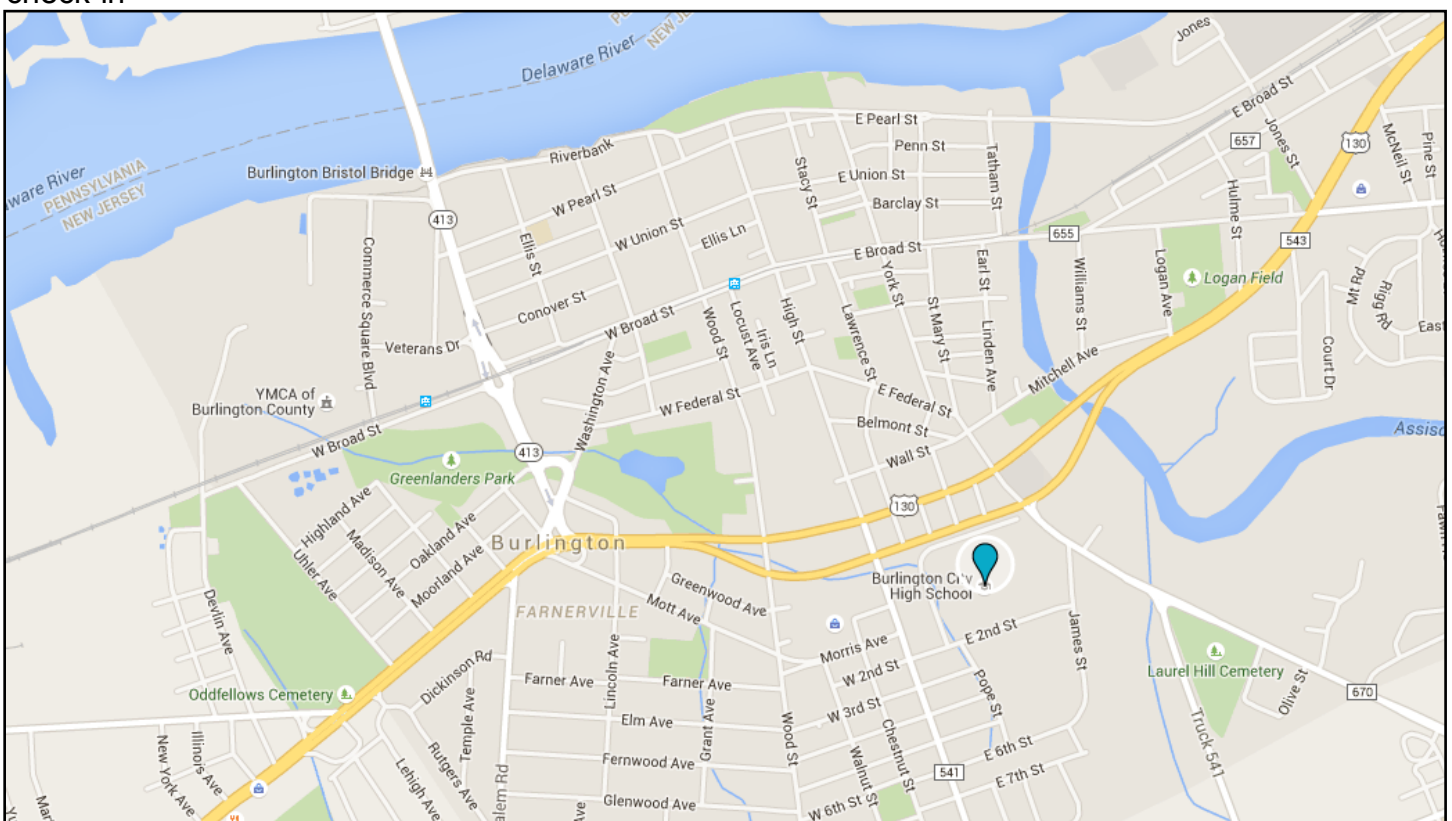 check-in
Jones
NEW JER
Delaware River
E Broad St
E Pearl St
657
Jones St
130
McNeil St
Pine St
Riverbank
Penn St
Tatham St
Burlington Bristol Bridge
Stacy St
E Union St
PENNSYLVANIA
NEW JERSEY
W Pearl St
Barclay St
Hulme St
413
Ellis St
W Union St
Ellis Ln
655
543
Commerce Square Blvd
E Broad St
York St
Earl St
Williams St
Logan Ave
Logan Field
Mt Rd
Rigg Rd
Conover St
W Broad St
Wood St
Locust Ave
Iris Ln
High St
Lawrence St
St Mary St
Linden Ave
East
Veterans Dr
Mitchell Ave
Court Dr
YMCA of
Burlington County
Washington Ave
W Federal St
E Federal St
Belmont St
W Broad St
413
Wall St
Greenlanders Park
130
Highland Ave
Madison Ave
Oakland Ave
Moorland Ave
Uhler Ave
Burlington
Devlin Ave
FARNERVILLE
Greenwood Ave
Mott Ave
Burlington City
High School
E 2nd St
James St
Morris Ave
W 2nd St
Laurel Hill Cemetery
Oddfellows Cemetery
Dickinson Rd
Farner Ave
Lincoln Ave
Farner Ave
Pope St
Olive St
670
Temple Ave
Elm Ave
Grant Ave
Wood St
W 3rd St
Chestnut St
Truck 541
New York Ave
Illinois Ave
Rutgers Ave
Lehigh Ave
Fernwood Ave
Walnut St
541
E 6th St
E 7th St
Glenwood Ave
W 6th St